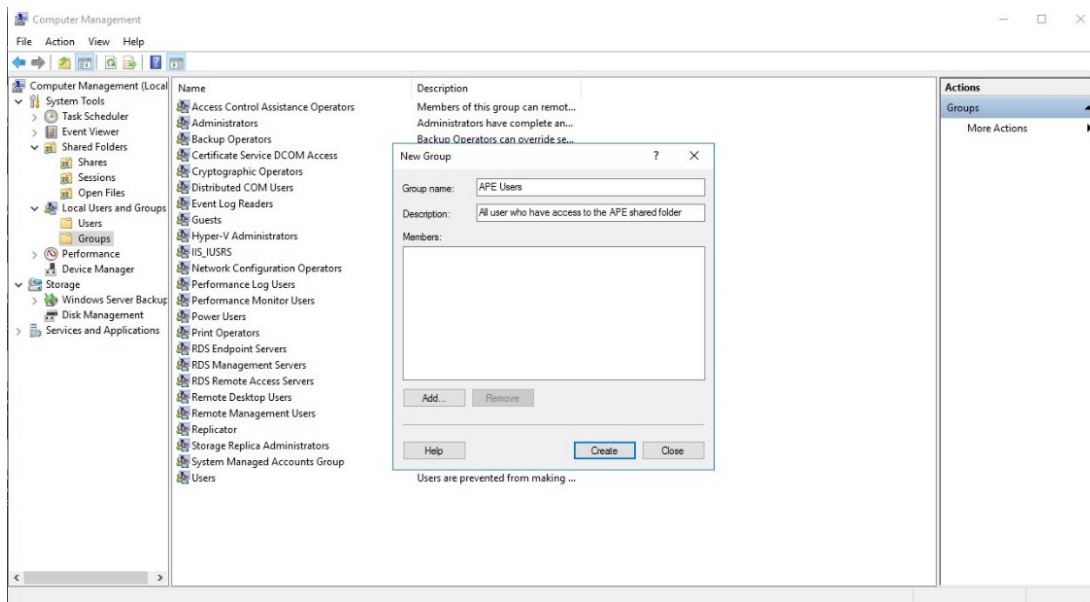 Computer Management
File Action View Help
Computer Management (Local
System Tools
Task Scheduler
Event Viewer
Shared Folders
Shares
Sessions
Open Files
Local Users and Groups
Users
Groups
Performance
Device Manager
Storage
Windows Server Backup
Disk Management
Services and Applications
Name Description
Access Control Assistance Operators Members of this group can remot...
Administrators Administrators have complete an...
Backup Operators Backup Operators can override se...
Certificate Service DCOM Access
Cryptographic Operators
Distributed COM Users
Event Log Readers
Guests
Hyper-V Administrators
IIS_IUSRS
Network Configuration Operators
Performance Log Users
Performance Monitor Users
Power Users
Print Operators
RDS Endpoint Servers
RDS Management Servers
RDS Remote Access Servers
Remote Desktop Users
Remote Management Users
Replicator
Storage Replica Administrators
System Managed Accounts Group
Users Users are prevented from making ...
New Group ? X
Group name: APE Users
Description: All user who have access to the APE shared folder
Members:
Add... Remove
Help Create Close
Actions
Groups
More Actions